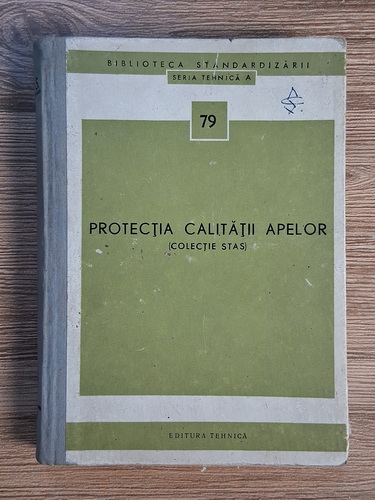 BIBLIOTECA STANDARDIZĂRII
SERIA TEHNICĂ A
79
PROTECȚIA CALITĂȚII APELOR
(COLECȚIE STAS)
EDITURA TEHNICĂ